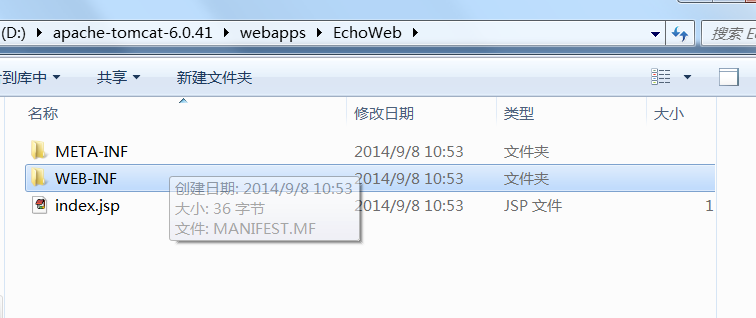 (D:) ▸ apache-tomcat-6.0.41 ▸ webapps ▸ EchoWeb ▸
搜索 E
到库中 共享 新建文件夹
名称 修改日期 类型 大小
META-INF 2014/9/8 10:53 文件夹
WEB-INF 2014/9/8 10:53 文件夹
index.jsp 2014/9/8 10:53 JSP 文件 1
创建日期: 2014/9/8 10:53
大小: 36 字节
文件: MANIFEST.MF